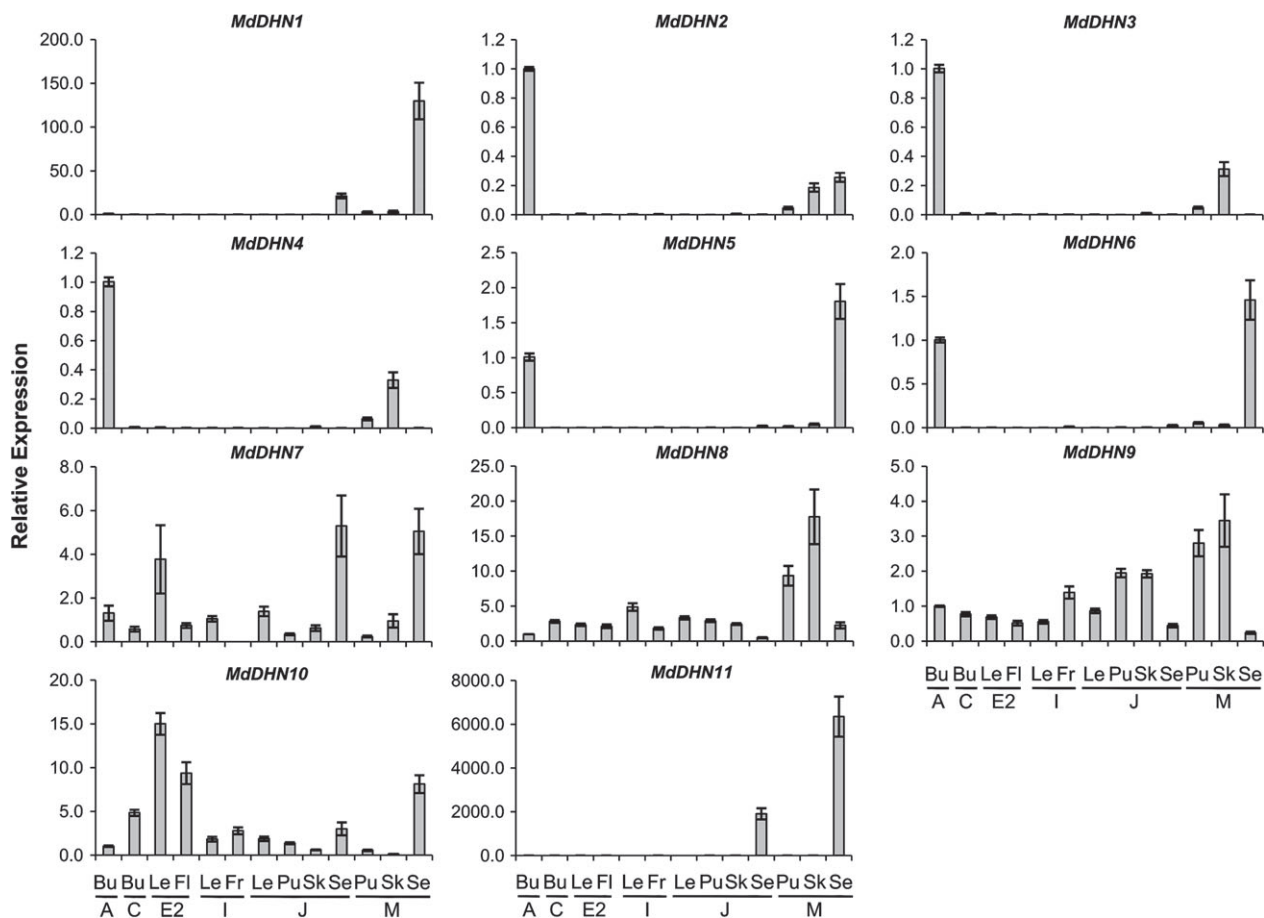 MdDHN1 MdDHN2 MdDHN3
200.0 1.2 1.2
150.0 1.0 1.0
100.0 0.8 0.8
50.0 0.6 0.6
0.0 0.4 0.4
0.2 0.2
0.0 0.0
MdDHN4 MdDHN5 MdDHN6
1.2 2.5 2.0
1.0 2.0 1.5
0.8 1.5 1.0
0.6 1.0 0.5
0.4 0.5 0.0
0.2 0.0
0.0
Relative Expression
MdDHN7 MdDHN8 MdDHN9
8.0 25.0 5.0
6.0 20.0 4.0
4.0 15.0 3.0
2.0 10.0 2.0
0.0 5.0 1.0
0.0 0.0
Bu Bu Le Fl Le Fr Le Pu Sk Se Pu Sk Se
A C E2 I J M
MdDHN10 MdDHN11
20.0 8000.0
15.0 6000.0
10.0 4000.0
5.0 2000.0
0.0 0.0
Bu Bu Le Fl Le Fr Le Pu Sk Se Pu Sk Se Bu Bu Le Fl Le Fr Le Pu Sk Se Pu Sk Se
A C E2 I J M A C E2 I J M